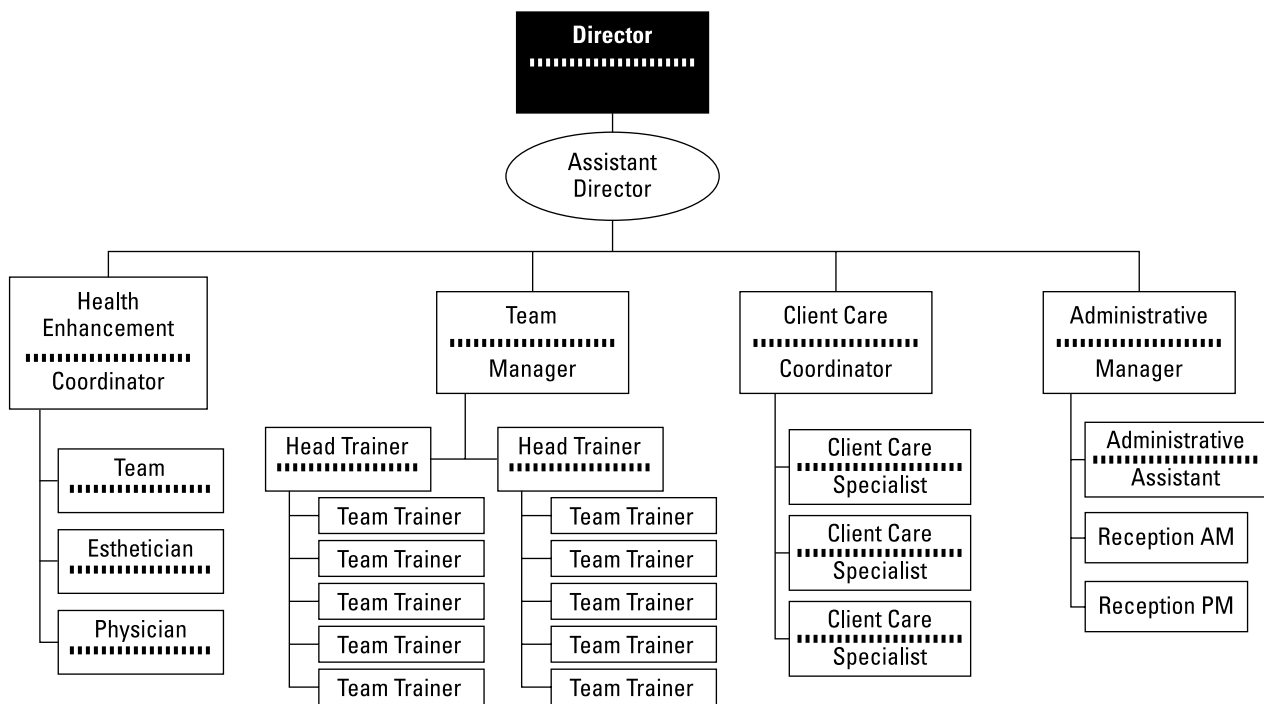 Director
Assistant
Director
Health
Enhancement
Coordinator
Team
Esthetician
Physician
Team
Manager
Head Trainer
Team Trainer
Team Trainer
Team Trainer
Team Trainer
Team Trainer
Head Trainer
Team Trainer
Team Trainer
Team Trainer
Team Trainer
Team Trainer
Client Care
Coordinator
Client Care
Specialist
Client Care
Specialist
Client Care
Specialist
Administrative
Manager
Administrative
Assistant
Reception AM
Reception PM